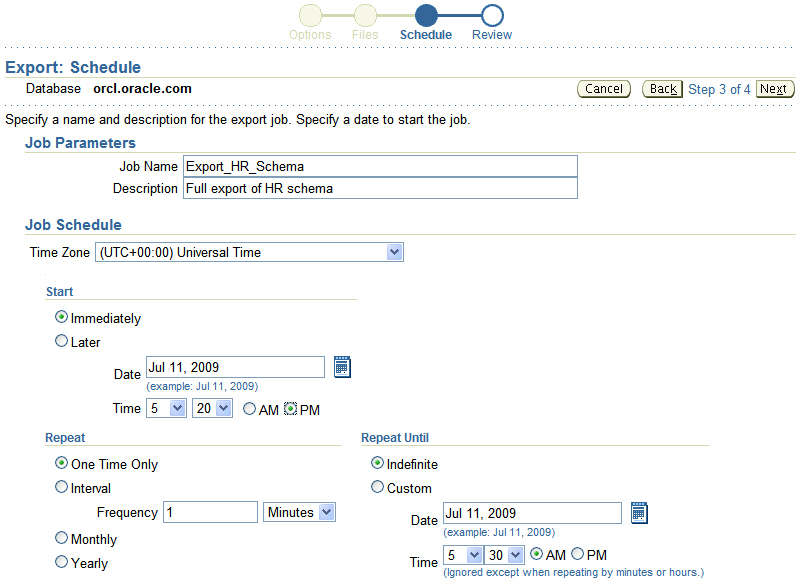 Options Files Schedule Review
Export: Schedule
Database orcl.oracle.com Cancel Back Step 3 of 4 Next
Specify a name and description for the export job. Specify a date to start the job.
Job Parameters
Job Name Export_HR_Schema
Description Full export of HR schema
Job Schedule
Time Zone (UTC+00:00) Universal Time
Start
Immediately
Later
Date Jul 11, 2009
(example: Jul 11, 2009)
Time 5 20 AM PM
Repeat
One Time Only
Interval
Frequency 1 Minutes
Monthly
Yearly
Repeat Until
Indefinite
Custom
Date Jul 11, 2009
(example: Jul 11, 2009)
Time 5 30 AM PM
(Ignored except when repeating by minutes or hours.)